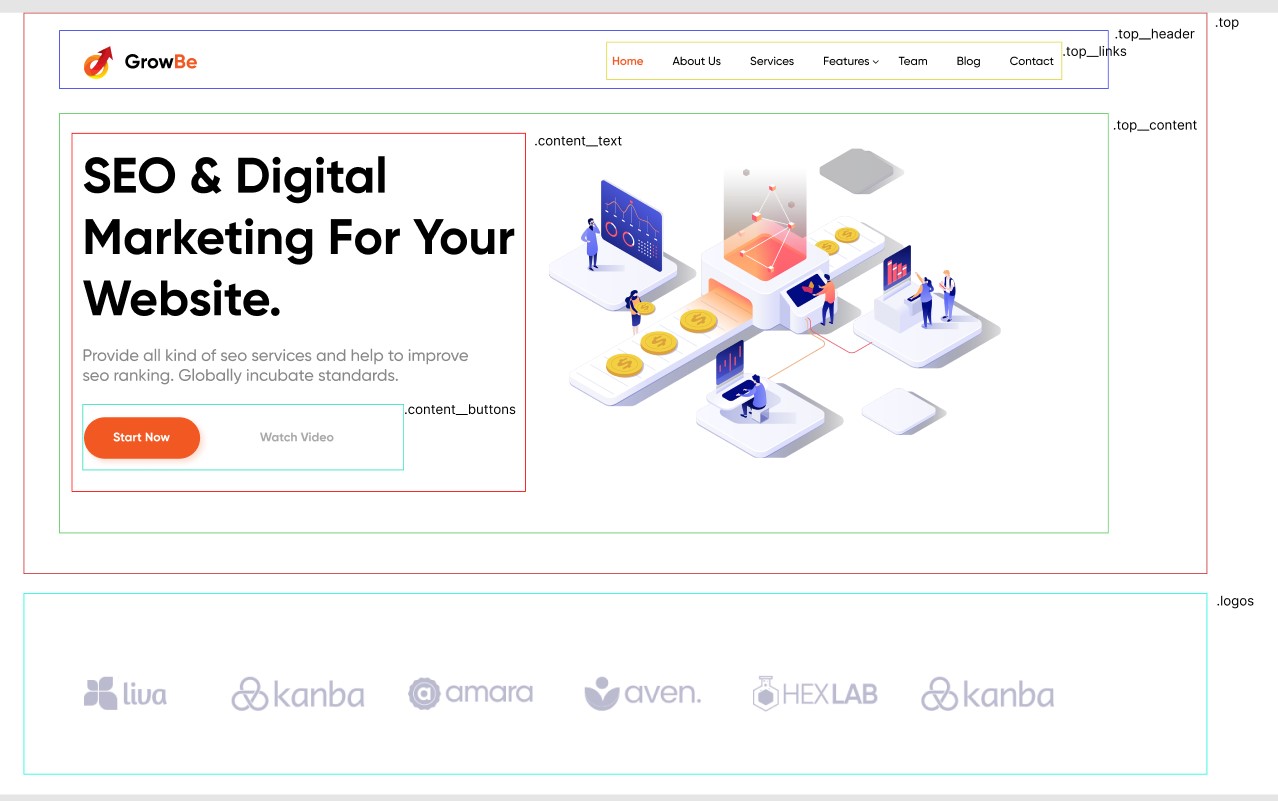 .top
.top__header
.top__links
GrowBe
Home About Us Services Features Team Blog Contact
.top__content
.content__text
SEO & Digital
Marketing For Your
Website.
Provide all kind of seo services and help to improve
seo ranking. Globally incubate standards.
.content__buttons
Start Now Watch Video
.logos
liva kanba amara aven. HEXLAB kanba